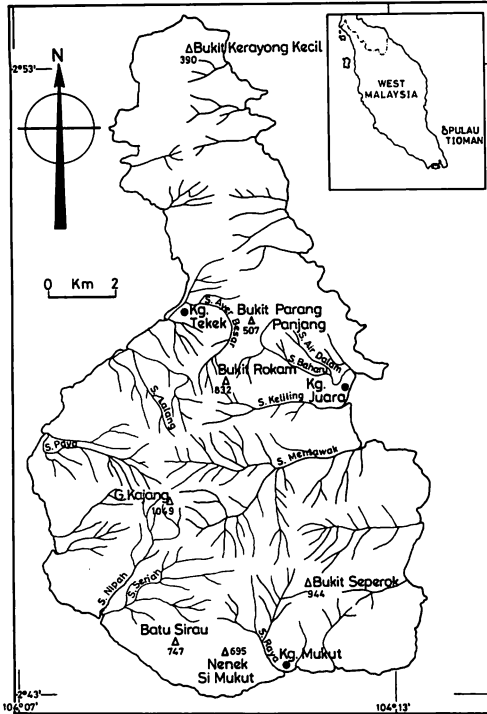 Bukit Kerayong Kecil
390
2°53'
N
WEST
MALAYSIA
PULAU
TIOMAN
0 Km 2
S. Ayer Besar
Kg.
Tekek
Bukit Parang
Panjang
507
S. Air Dalam
S. Baharu
Bukit Rokam
832
Kg.
Juara
S. Lalang
S. Keliling
S. Paya
S. Mentawak
G. Kajang
1049
S. Nipah
S. Seriah
Bukit Seperok
944
Batu Sirau
747
695
Nenek
Si Mukut
S. Raya
Kg. Mukut
2°43'
104°07'
104°13'